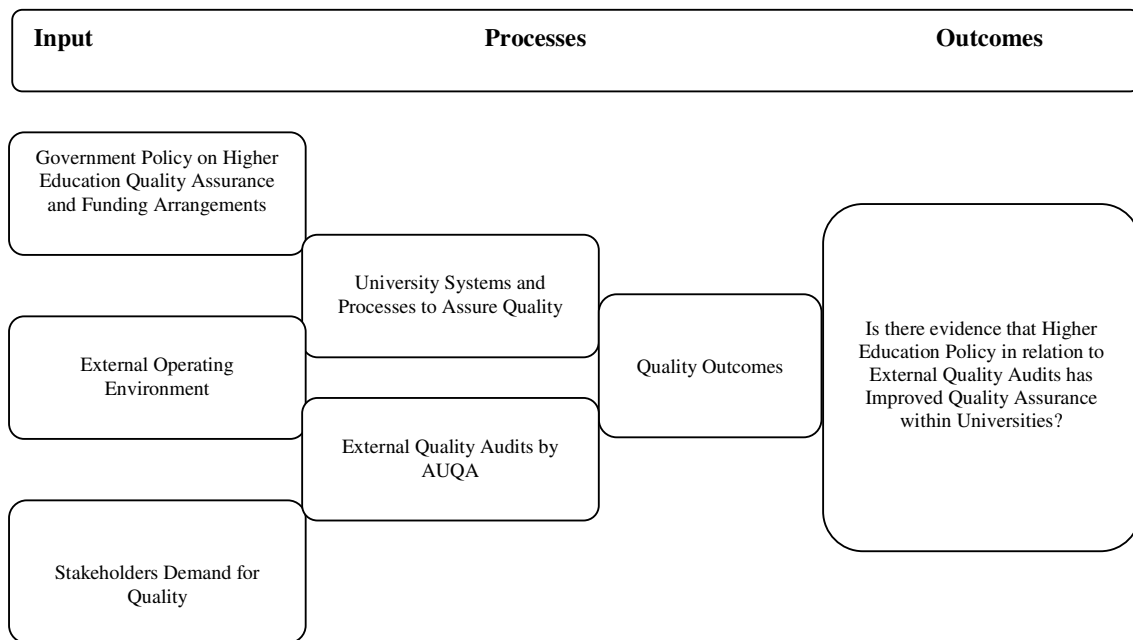 Input Processes Outcomes
Government Policy on Higher
Education Quality Assurance
and Funding Arrangements
External Operating
Environment
Stakeholders Demand for
Quality
University Systems and
Processes to Assure Quality
External Quality Audits by
AUQA
Quality Outcomes
Is there evidence that Higher
Education Policy in relation to
External Quality Audits has
Improved Quality Assurance
within Universities?